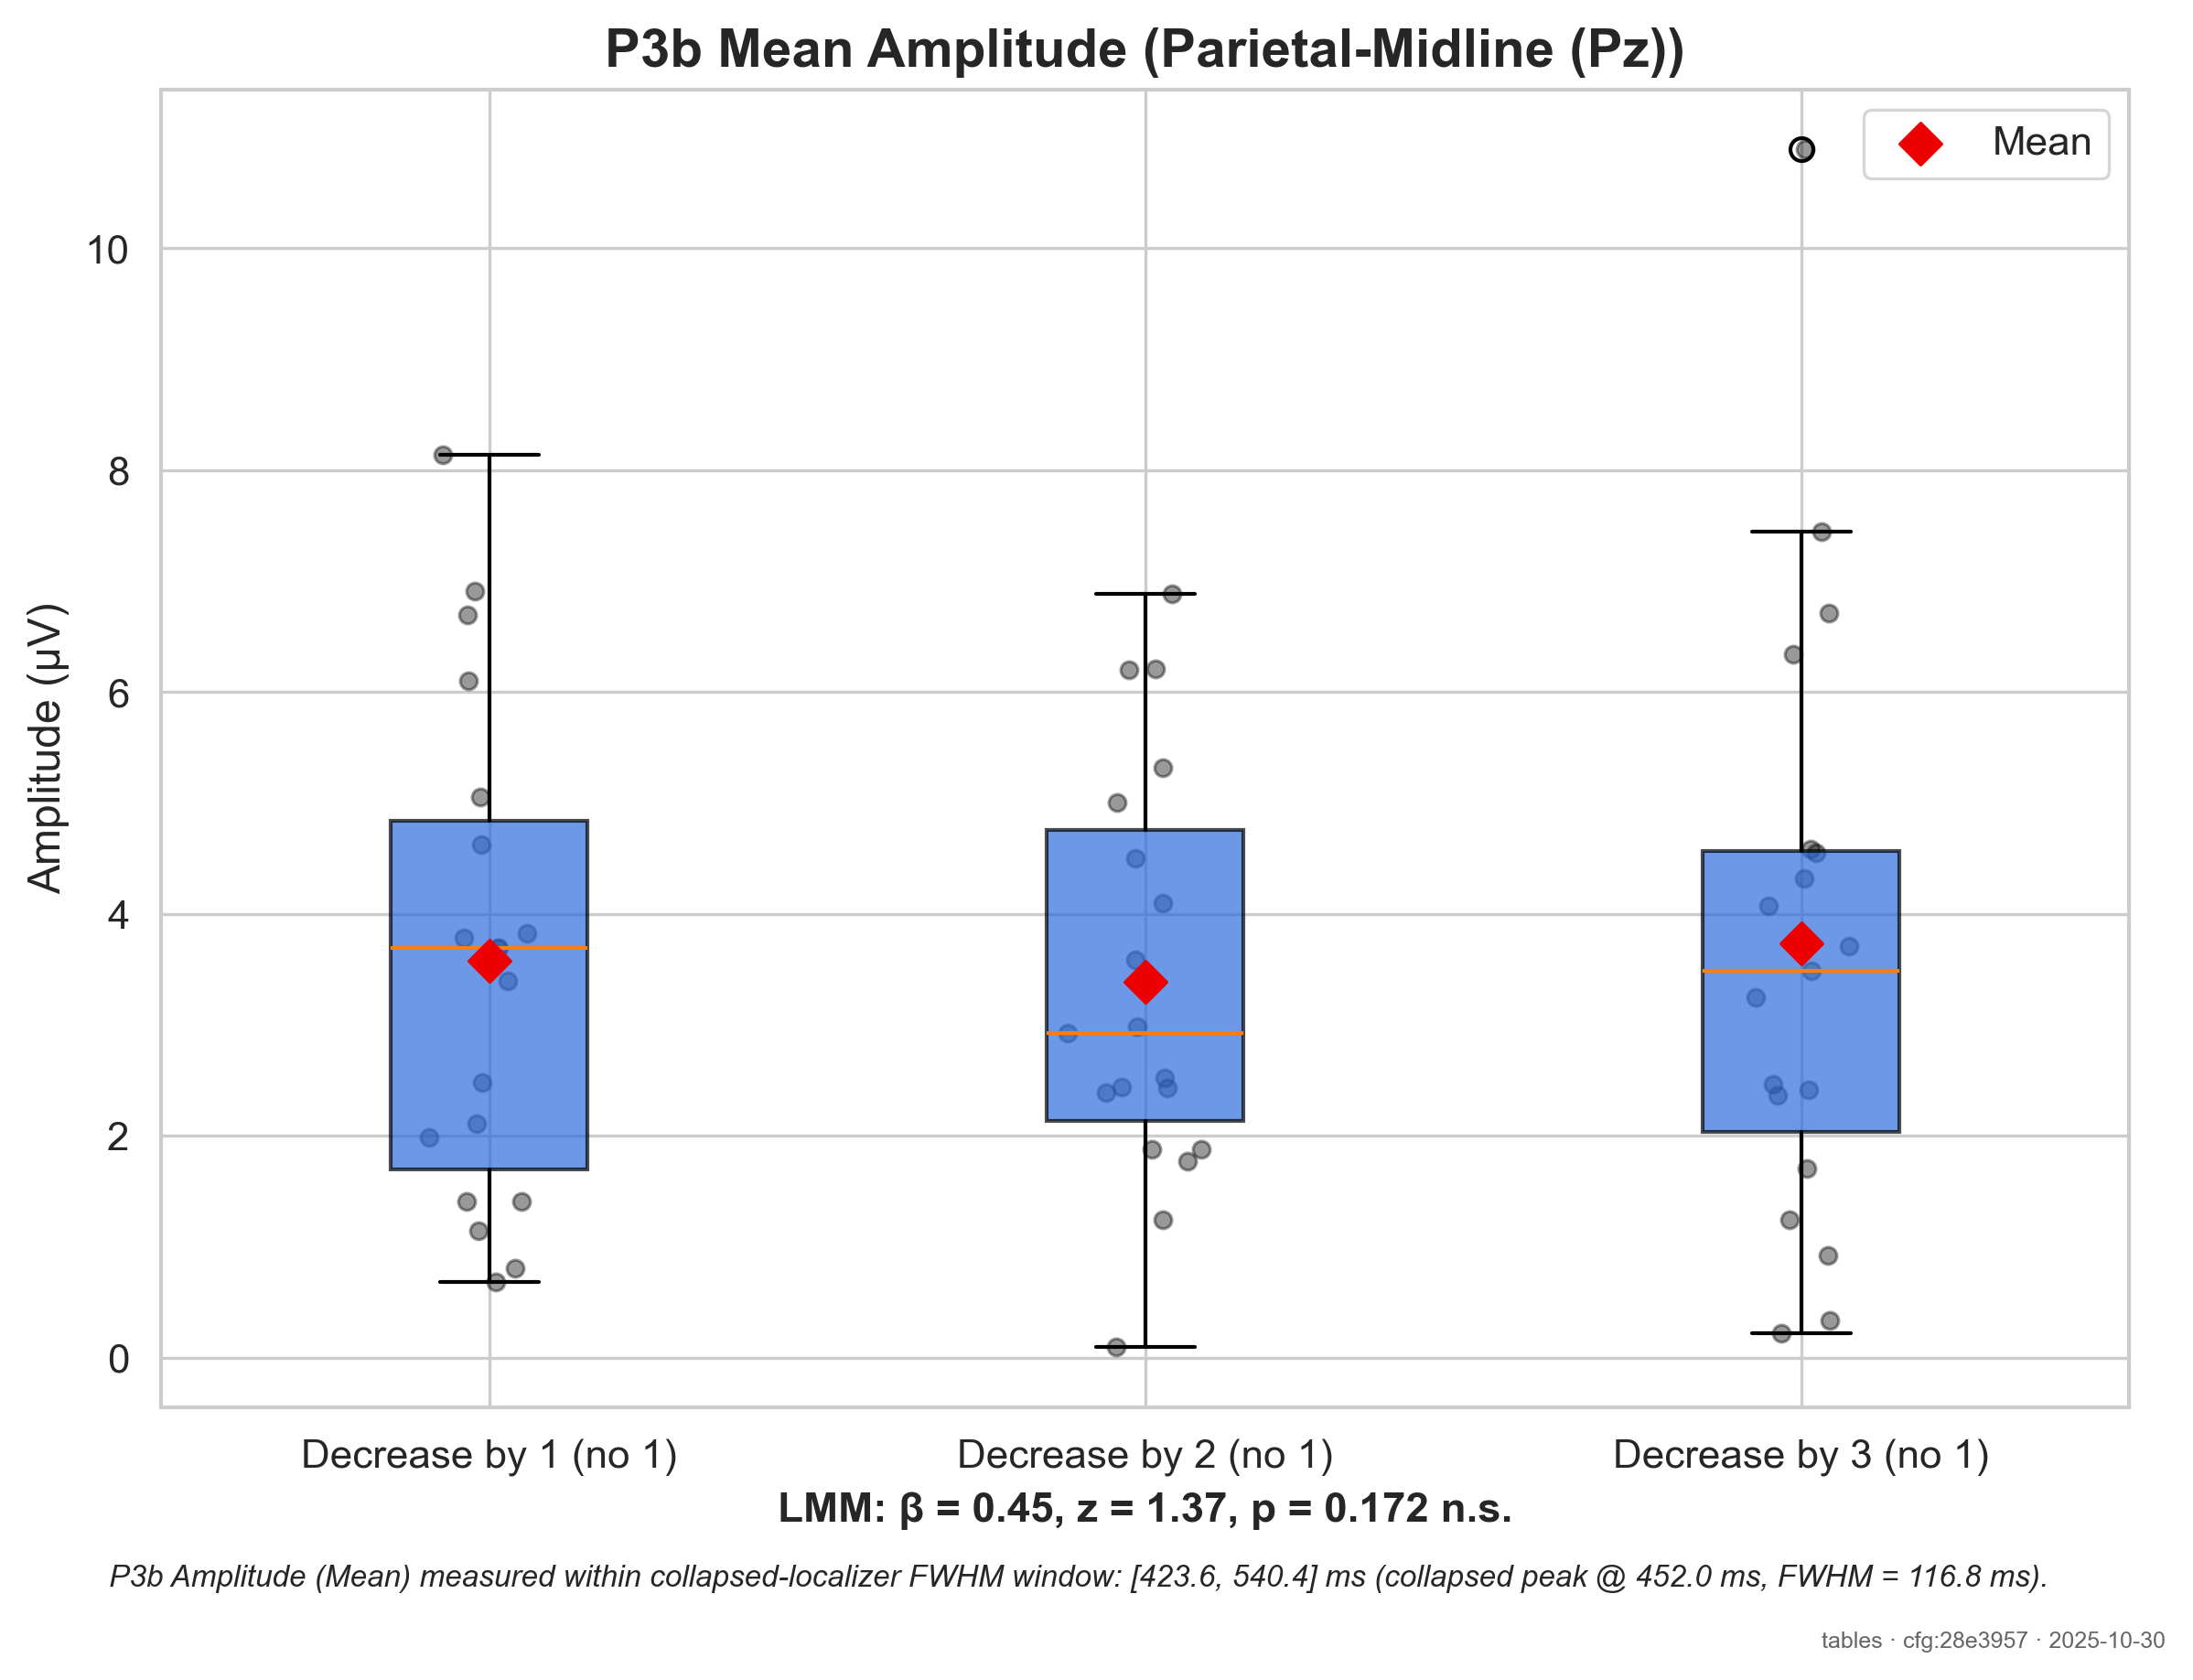 P3b Mean Amplitude (Parietal-Midline (Pz))
Mean
Amplitude (µV)
10
8
6
4
2
0
Decrease by 1 (no 1)
Decrease by 2 (no 1)
Decrease by 3 (no 1)
LMM: β = 0.45, z = 1.37, p = 0.172 n.s.
P3b Amplitude (Mean) measured within collapsed-localizer FWHM window: [423.6, 540.4] ms (collapsed peak @ 452.0 ms, FWHM = 116.8 ms).
tables · cfg:28e3957 · 2025-10-30